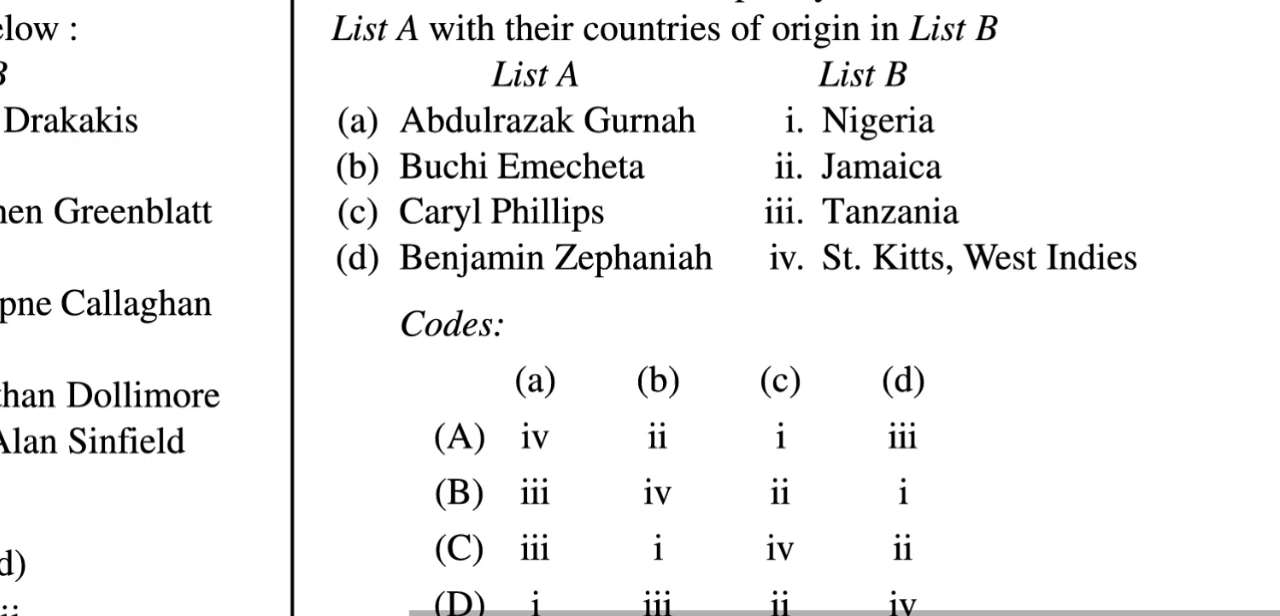 elow :
Drakakis
nen Greenblatt
pne Callaghan
than Dollimore
Alan Sinfield
d)
List A with their countries of origin in List B
List A List B
(a) Abdulrazak Gurnah i. Nigeria
(b) Buchi Emecheta ii. Jamaica
(c) Caryl Phillips iii. Tanzania
(d) Benjamin Zephaniah iv. St. Kitts, West Indies
Codes:
(a) (b) (c) (d)
(A) iv ii i iii
(B) iii iv ii i
(C) iii i iv ii
(D) i iii ii iv